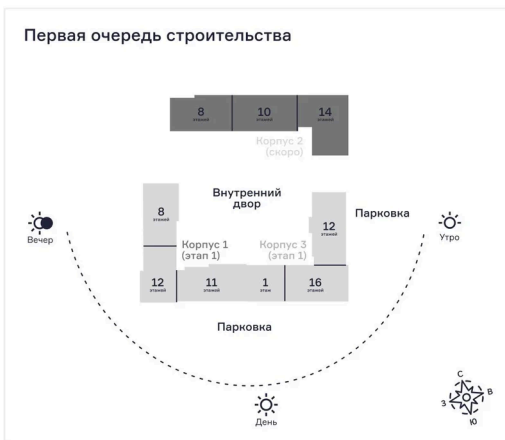 Первая очередь строительства
8
этажей
10
этажей
14
этажей
Корпус 2
(скоро)
Внутренний
двор
8
этажей
12
этажей
Парковка
Вечер
Утро
Корпус 1
(этап 1)
Корпус 3
(этап 1)
12
этажей
11
этажей
1
этаж
16
этажей
Парковка
День
С
В
З
Ю